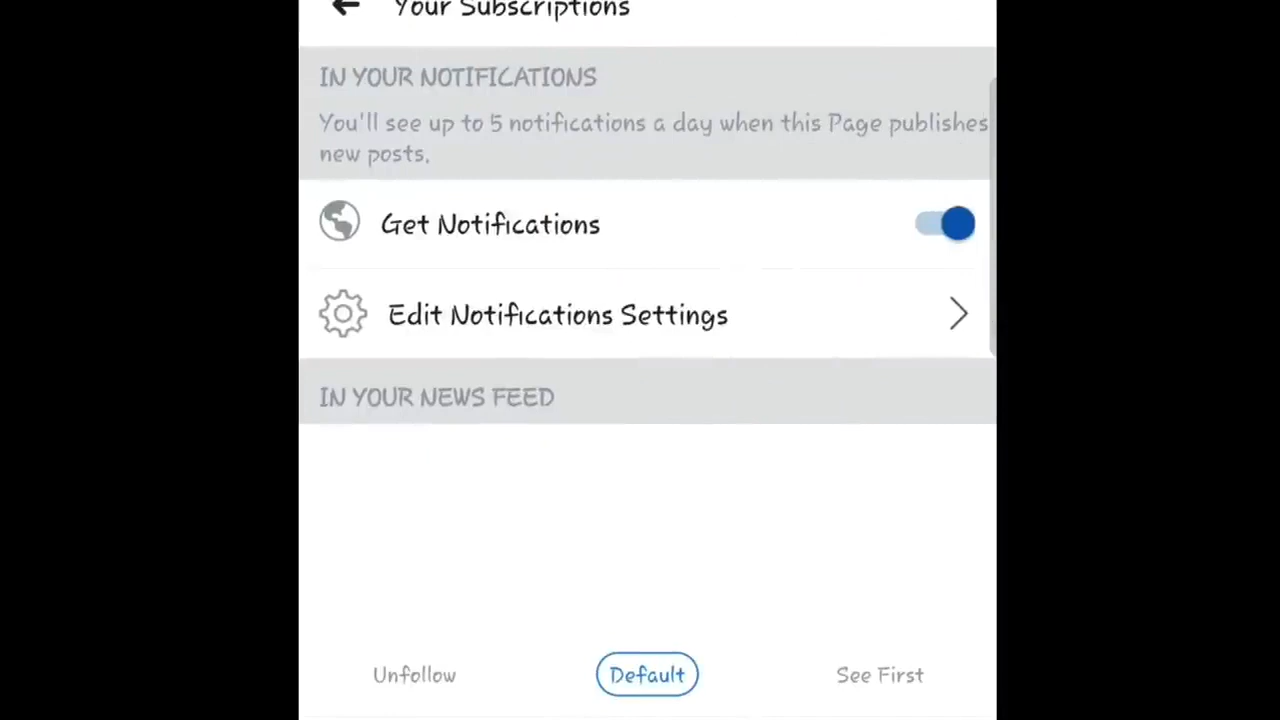 Your Subscriptions
IN YOUR NOTIFICATIONS
You'll see up to 5 notifications a day when this Page publishes
new posts.
Get Notifications
Edit Notifications Settings
IN YOUR NEWS FEED
Unfollow
Default
See First